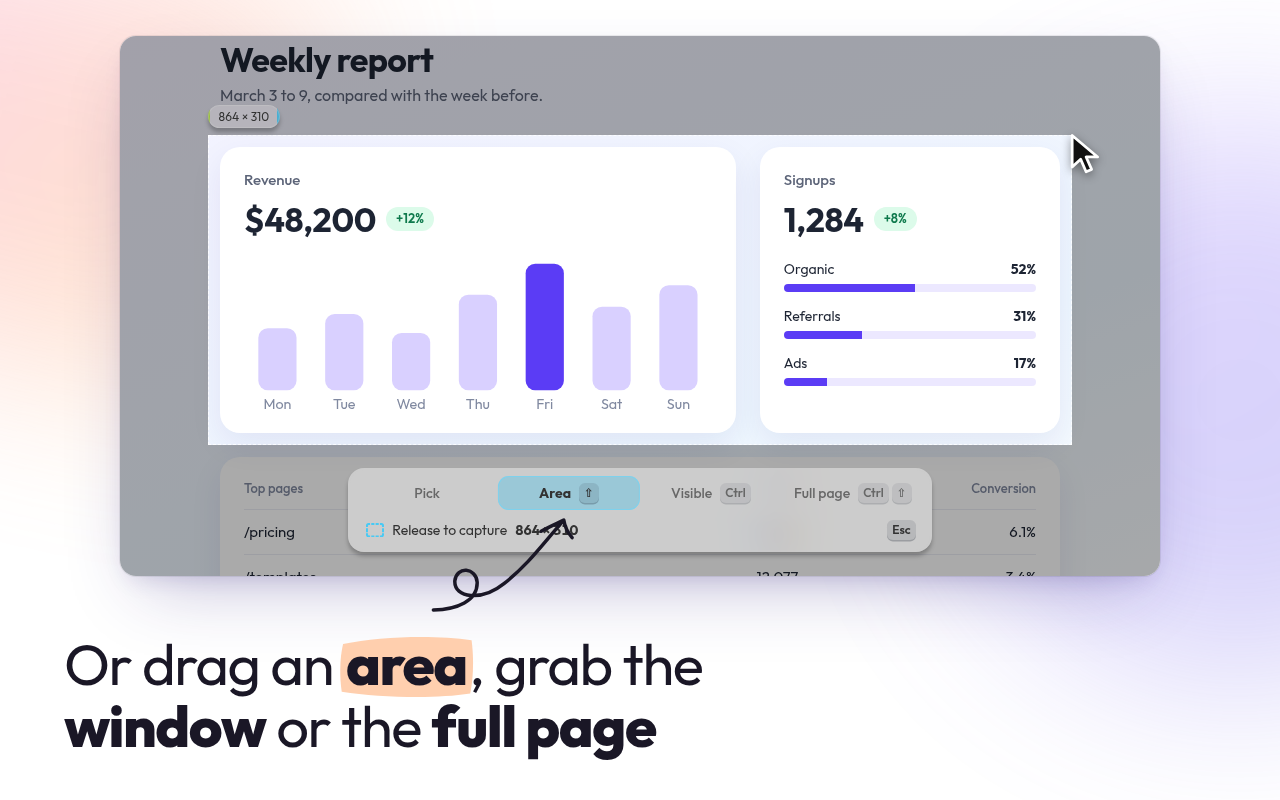 Weekly report
March 3 to 9, compared with the week before.
864 × 310
Revenue
$48,200 +12%
Mon Tue Wed Thu Fri Sat Sun
Signups
1,284 +8%
Organic 52%
Referrals 31%
Ads 17%
Top pages Conversion
Pick Area ⇧ Visible Ctrl Full page Ctrl ⇧
/pricing 6.1%
Release to capture 864 × 310 Esc
Or drag an area, grab the
window or the full page